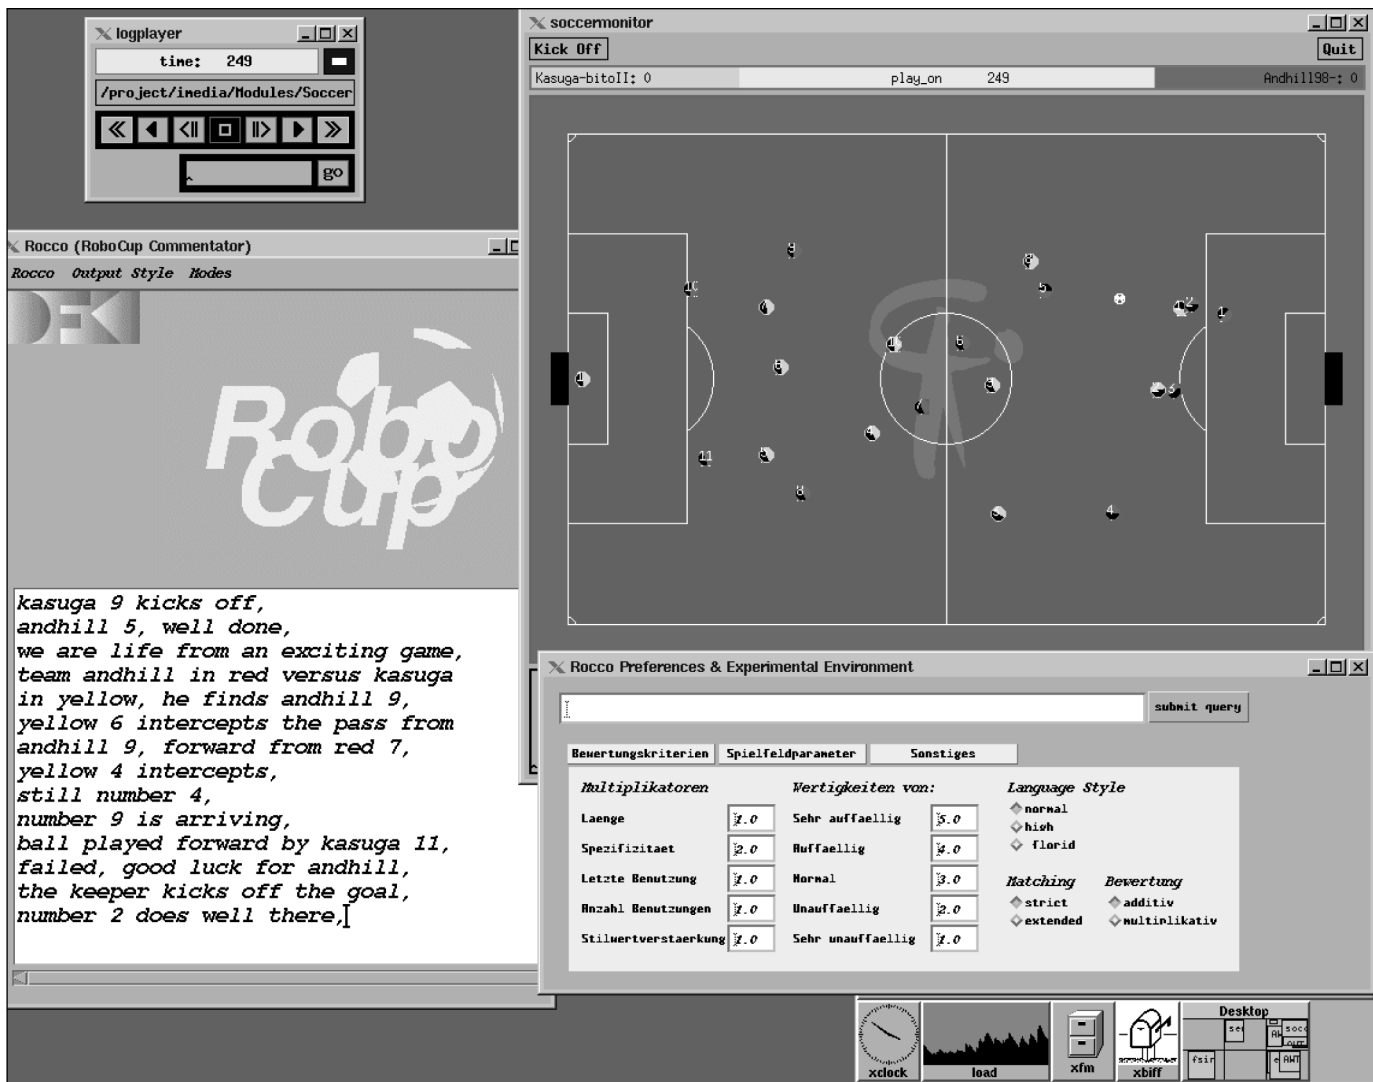 logplayer
time: 249
/project/imedia/Modules/Soccer
go
soccermonitor
Kick Off
Quit
Kasuga-bitoII: 0
play_on 249
Andhill98-: 0
Rocco (RoboCup Commentator)
Rocco Output Style Modes
DFKI
Robo
Cup
kasuga 9 kicks off,
andhill 5, well done,
we are life from an exciting game,
team andhill in red versus kasuga
in yellow, he finds andhill 9,
yellow 6 intercepts the pass from
andhill 9, forward from red 7,
yellow 4 intercepts,
still number 4,
number 9 is arriving,
ball played forward by kasuga 11,
failed, good luck for andhill,
the keeper kicks off the goal,
number 2 does well there,
Rocco Preferences & Experimental Environment
submit query
Bewertungskriterien Spielfeldparameter Sonstiges
Multiplikatoren Wertigkeiten von: Language Style
Laenge 1.0 Sehr auffaellig 5.0 normal
high
Spezifizitaet 2.0 Auffaellig 4.0 florid
Letzte Benutzung 1.0 Normal 3.0 Matching Bewertung
Anzahl Benutzungen 1.0 Unauffaellig 2.0 strict additiv
extended multiplikativ
Stilwertverstaerkung 1.0 Sehr unauffaellig 1.0
xclock
load
xfm
xbiff
Desktop